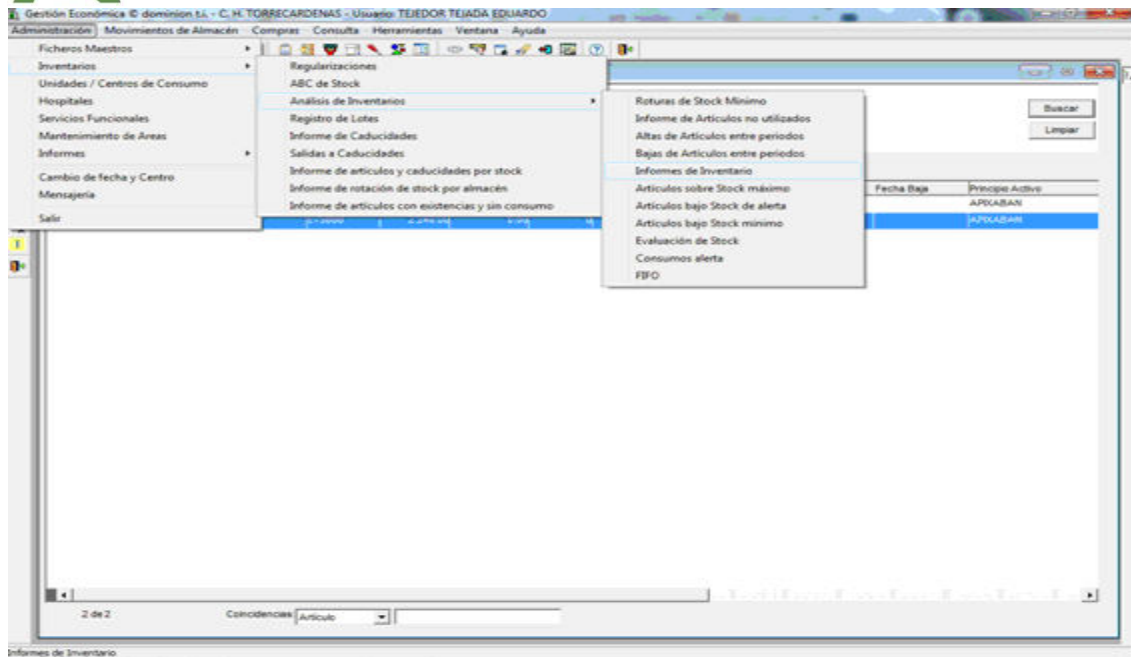 Gestión Económica © dominion t.i. - C. H. TORRECARDENAS - Usuario: TEJEDOR TEJADA EDUARDO
Administración Movimientos de Almacén Compras Consulta Herramientas Ventana Ayuda
Ficheros Maestros
Inventarios
Unidades / Centros de Consumo
Hospitales
Servicios Funcionales
Mantenimiento de Areas
Informes
Cambio de fecha y Centro
Mensajería
Salir
Regularizaciones
ABC de Stock
Análisis de Inventarios
Registro de Lotes
Informe de Caducidades
Salidas a Caducidades
Informe de artículos y caducidades por stock
Informe de rotación de stock por almacén
Informe de artículos con existencias y sin consumo
Roturas de Stock Mínimo
Informe de Artículos no utilizados
Altas de Artículos entre periodos
Bajas de Artículos entre periodos
Informes de Inventario
Artículos sobre Stock máximo
Artículos bajo Stock de alerta
Artículos bajo Stock mínimo
Evaluación de Stock
Consumos alerta
FIFO
Buscar
Limpiar
Fecha Baja Principio Activo
APIXABAN
APIXABAN
2 de 2 Coincidencias Artículo
Informes de Inventario